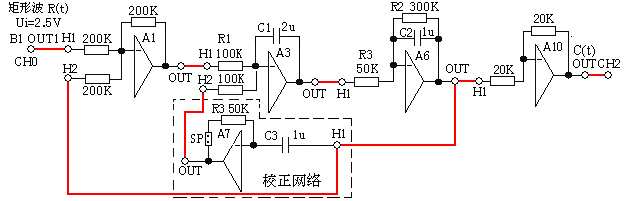 矩形波 R(t)
Ui=2.5V
B1 OUT1 H1
CH0
200K
200K
A1
H2
200K
OUT
H1
R1
100K
H2
100K
C1 2u
A3
OUT
H1
R3
50K
R2 300K
C2 1u
A6
OUT
H1
20K
20K
A10
C(t)
OUT CH2
R3 50K
SP
A7
C3
1u
H1
OUT
校正网络